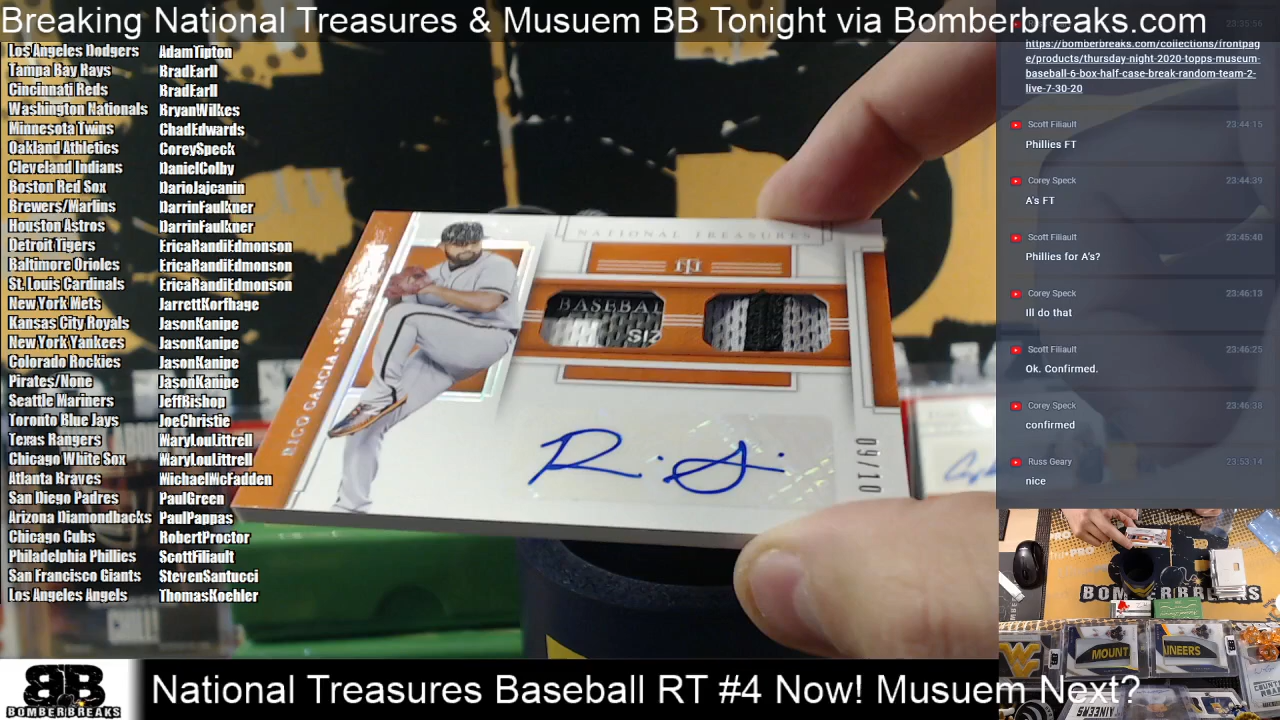 Breaking National Treasures & Musuem BB Tonight via Bomberbreaks.com
Los Angeles Dodgers AdamTipton
Tampa Bay Rays BradEarll
Cincinnati Reds BradEarll
Washington Nationals BryanWilkes
Minnesota Twins ChadEdwards
Oakland Athletics CoreySpeck
Cleveland Indians DanielColby
Boston Red Sox DarioJajcanin
Brewers/Marlins DarrinFaulkner
Houston Astros DarrinFaulkner
Detroit Tigers EricaRandiEdmonson
Baltimore Orioles EricaRandiEdmonson
St. Louis Cardinals EricaRandiEdmonson
New York Mets JarrettKorfhage
Kansas City Royals JasonKanipe
New York Yankees JasonKanipe
Colorado Rockies JasonKanipe
Pirates/None JasonKanipe
Seattle Mariners JeffBishop
Toronto Blue Jays JoeChristie
Texas Rangers MaryLouLittrell
Chicago White Sox MaryLouLittrell
Atlanta Braves MichaelMcFadden
San Diego Padres PaulGreen
Arizona Diamondbacks PaulPappas
Chicago Cubs RobertProctor
Philadelphia Phillies ScottFiliault
San Francisco Giants StevenSantucci
Los Angeles Angels ThomasKoehler
NATIONAL TREASURES
BASEBAL
SIZ
RICO GARCIA • SAN
09/10
https://bomberbreaks.com/collections/frontpag
e/products/thursday-night-2020-topps-museum-
baseball-6-box-half-case-break-random-team-2-
live-7-30-20
Scott Filiault 23:44:15
Phillies FT
Corey Speck 23:44:39
A's FT
Scott Filiault 23:45:40
Phillies for A's?
Corey Speck 23:46:13
Ill do that
Scott Filiault 23:46:25
Ok. Confirmed.
Corey Speck 23:46:38
confirmed
Russ Geary 23:53:14
nice
BOMBERBREAKS
MOUNT AINEERS
AINEERS
BB
BOMBERBREAKS
National Treasures Baseball RT #4 Now! Musuem Next?